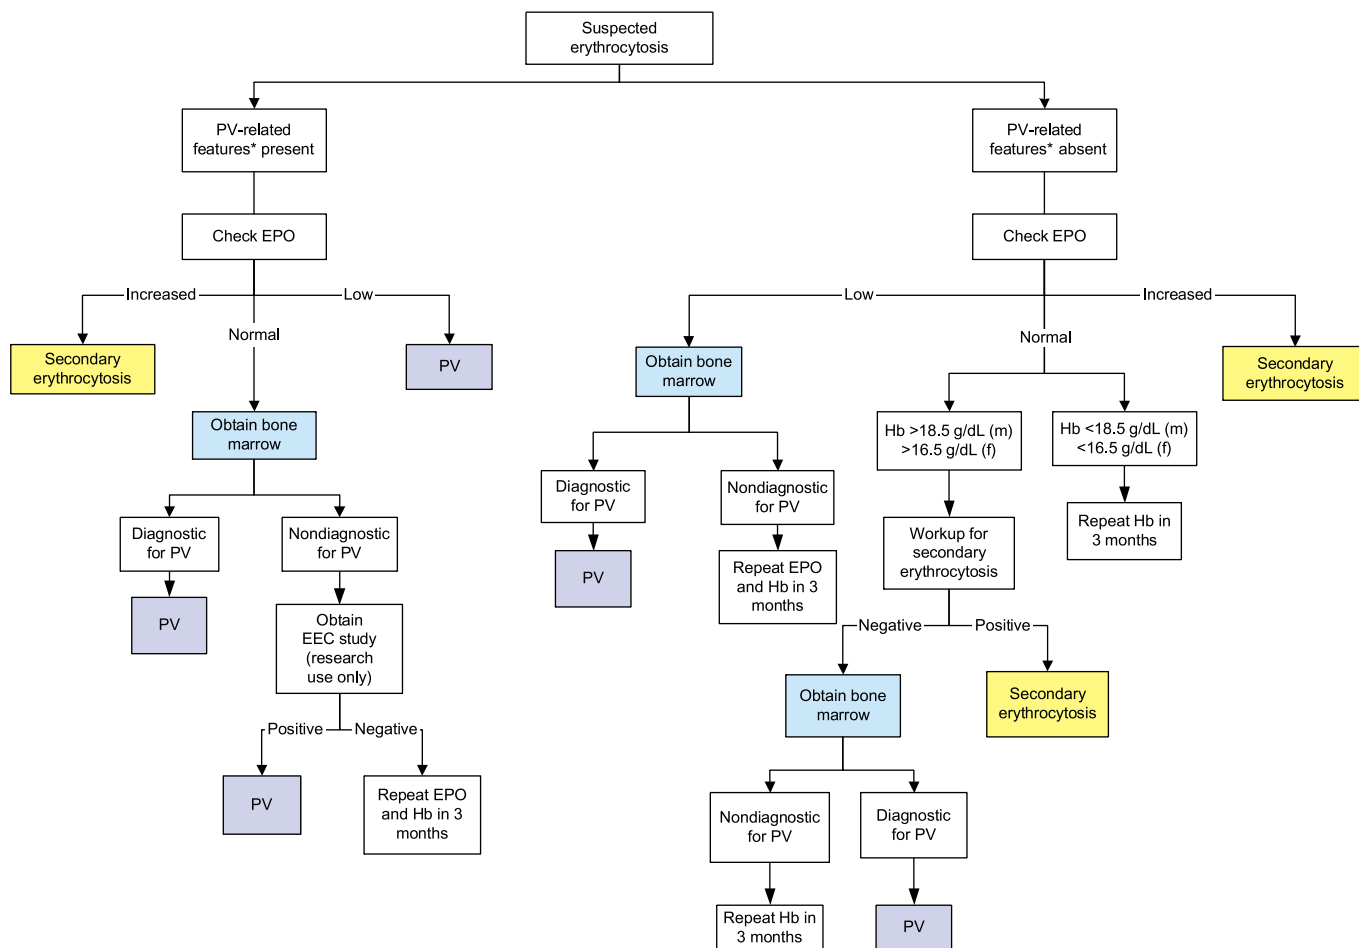 Suspected
erythrocytosis
PV-related
features* present
Check EPO
Increased
Low
Normal
Secondary
erythrocytosis
PV
Obtain bone
marrow
Diagnostic
for PV
Nondiagnostic
for PV
PV
Obtain
EEC study
(research
use only)
Positive
Negative
PV
Repeat EPO
and Hb in 3
months
PV-related
features* absent
Check EPO
Low
Increased
Normal
Obtain bone
marrow
Diagnostic
for PV
Nondiagnostic
for PV
PV
Repeat EPO
and Hb in 3
months
Hb >18.5 g/dL (m)
>16.5 g/dL (f)
Hb <18.5 g/dL (m)
<16.5 g/dL (f)
Secondary
erythrocytosis
Workup for
secondary
erythrocytosis
Repeat Hb in
3 months
Negative
Positive
Obtain bone
marrow
Secondary
erythrocytosis
Nondiagnostic
for PV
Diagnostic
for PV
Repeat Hb in
3 months
PV